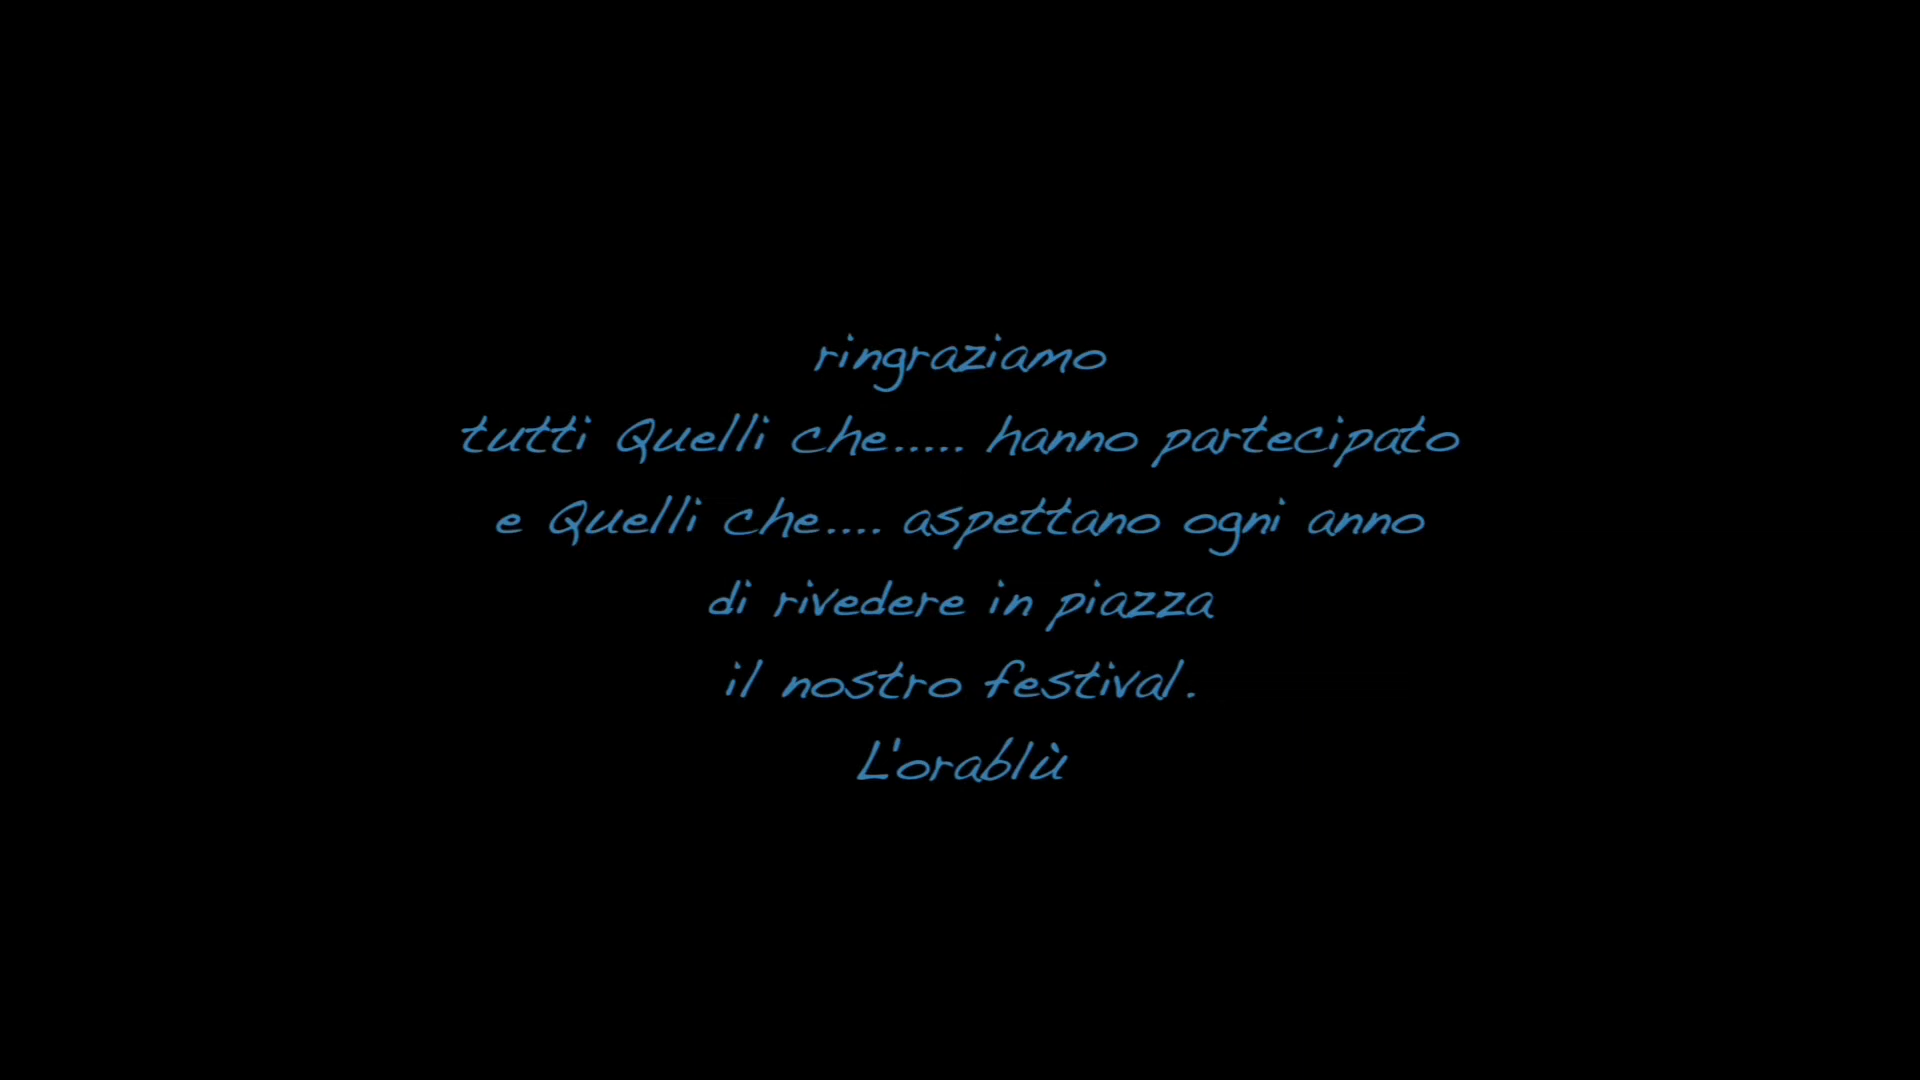 ringraziamo
tutti Quelli che..... hanno partecipato
e Quelli che.... aspettano ogni anno
di rivedere in piazza
il nostro festival.
L'orablù